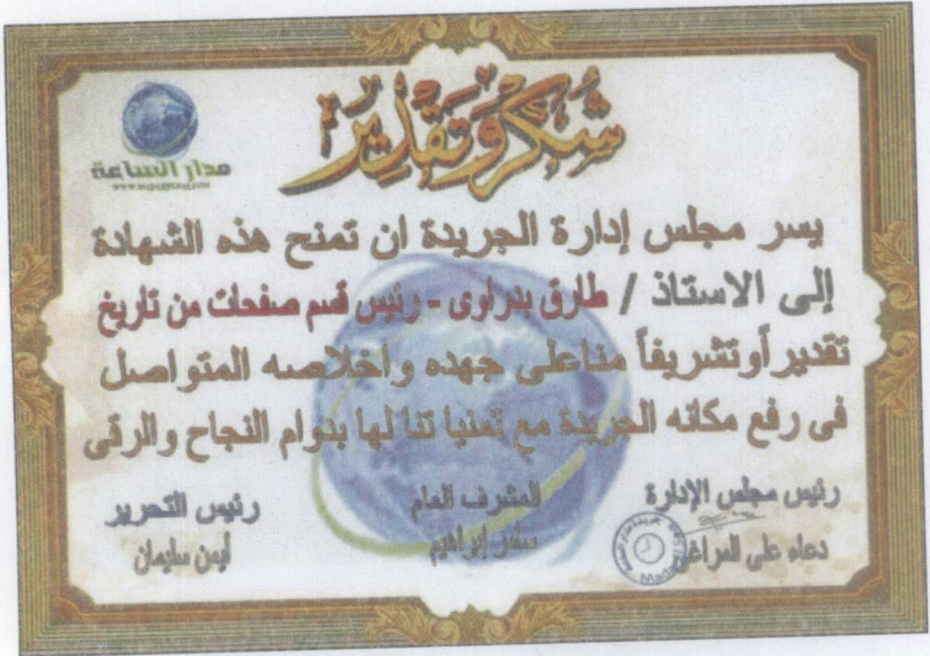 شكر وتقدير
مدار الساعة
يسر مجلس إدارة الجريدة ان تمنح هذه الشهادة
إلى الاستاذ / طارق بدراوى - رئيس قسم صفحات من تاريخ
تقديرأوتشريفاً مناعلى جهده واخلاصه المتواصل
فى رفع مكانه الجريدة مع تمنيا تنا لها بدوام النجاح والرقى
رئيس مجلس الإدارة
المشرف العام
رئيس التحرير
دعاء على المراغى
إبراهيم
أيمن سليمان